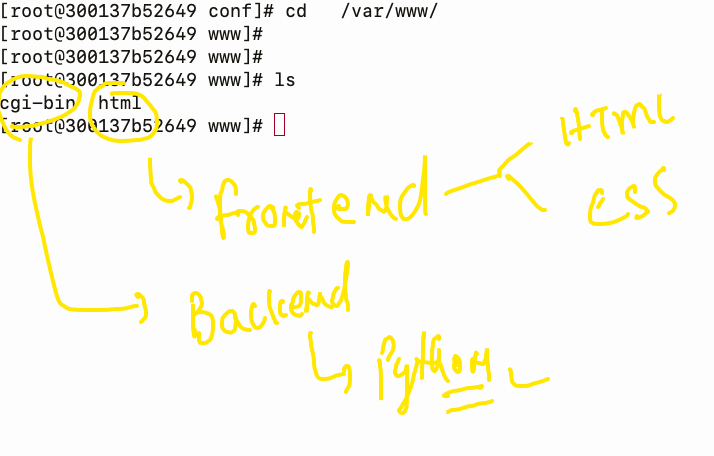 [root@300137b52649 conf]# cd   /var/www/
[root@300137b52649 www]#
[root@300137b52649 www]#
[root@300137b52649 www]# ls
cgi-bin  html
[root@300137b52649 www]#
HTML
Frontend
CSS
Backend
Python